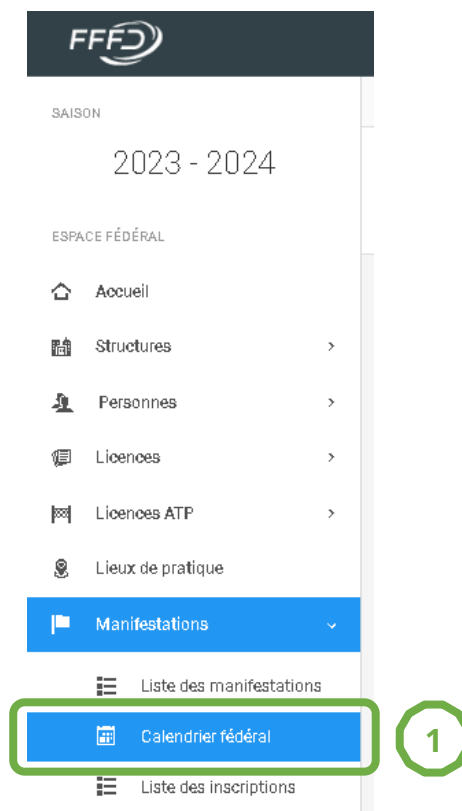 FFFD
SAISON
2023 - 2024
ESPACE FÉDÉRAL
Accueil
Structures
Personnes
Licences
Licences ATP
Lieux de pratique
Manifestations
Liste des manifestations
Calendrier fédéral
1
Liste des inscriptions